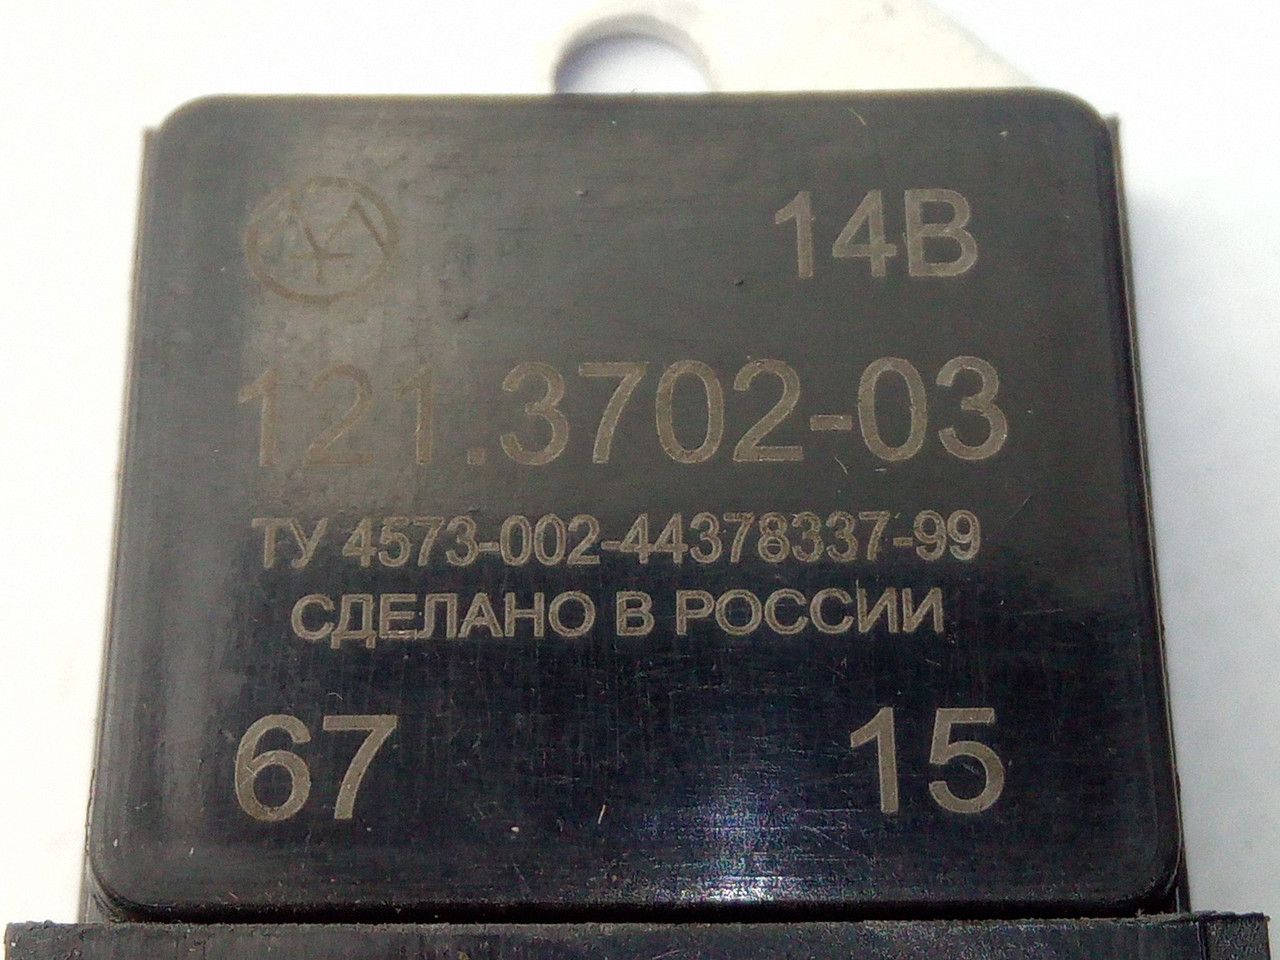 14В
121.3702-03
ТУ 4573-002-44378337-99
СДЕЛАНО В РОССИИ
67 15